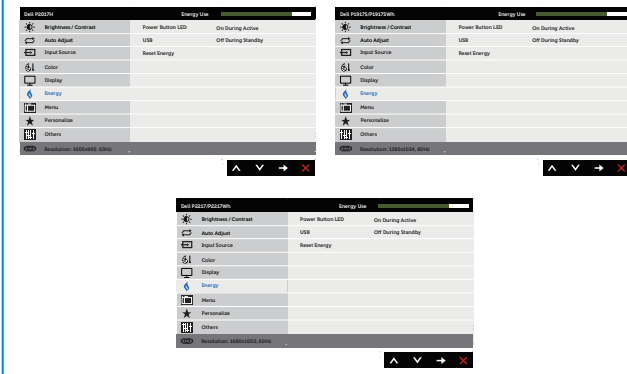 Dell P2017H Energy Use
Brightness / Contrast Power Button LED On During Active
Auto Adjust USB Off During Standby
Input Source Reset Energy
Color
Display
Energy
Menu
Personalize
Others
Resolution: 1600x900, 60Hz
Dell P1917S/P1917SWh Energy Use
Brightness / Contrast Power Button LED On During Active
Auto Adjust USB Off During Standby
Input Source Reset Energy
Color
Display
Energy
Menu
Personalize
Others
Resolution: 1280x1024, 60Hz
Dell P2217/P2217Wh Energy Use
Brightness / Contrast Power Button LED On During Active
Auto Adjust USB Off During Standby
Input Source Reset Energy
Color
Display
Energy
Menu
Personalize
Others
Resolution: 1680x1050, 60Hz